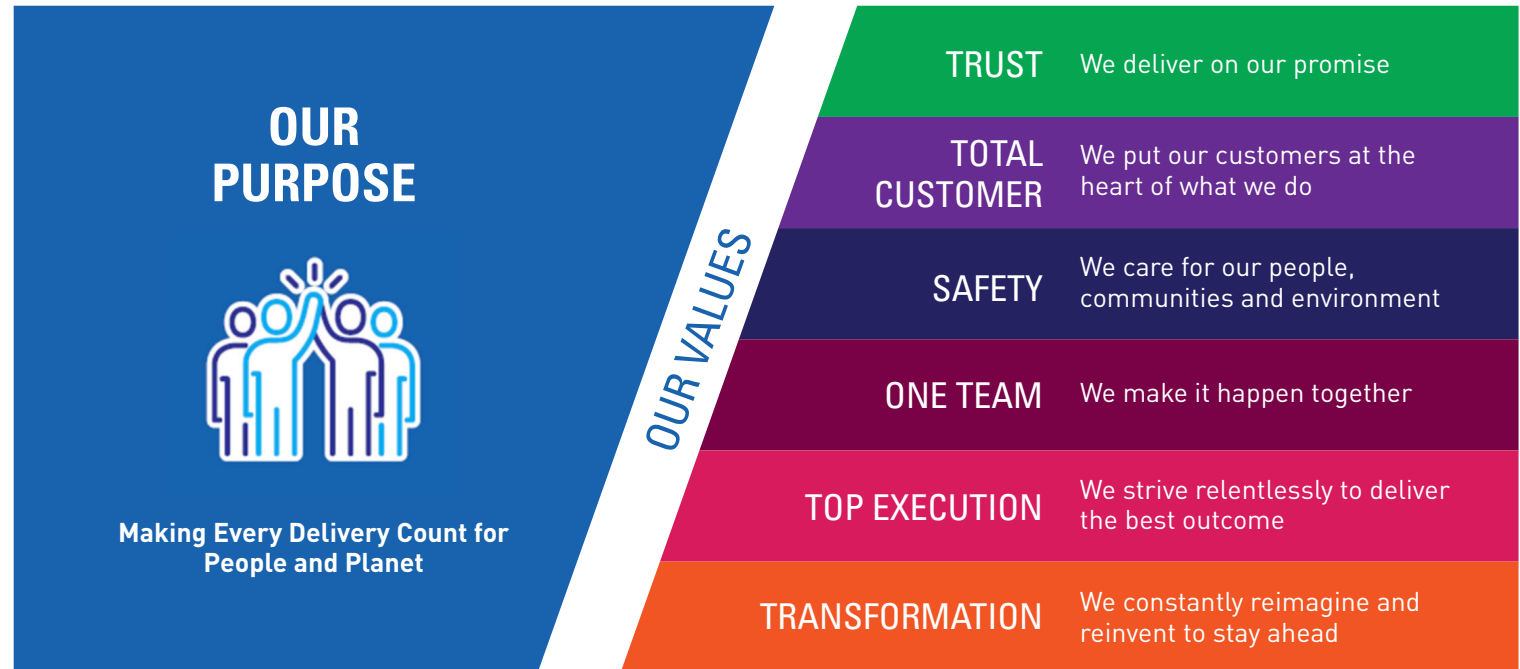 OUR
PURPOSE
Making Every Delivery Count for
People and Planet
OUR VALUES
TRUST
We deliver on our promise
TOTAL
CUSTOMER
We put our customers at the
heart of what we do
SAFETY
We care for our people,
communities and environment
ONE TEAM
We make it happen together
TOP EXECUTION
We strive relentlessly to deliver
the best outcome
TRANSFORMATION
We constantly reimagine and
reinvent to stay ahead